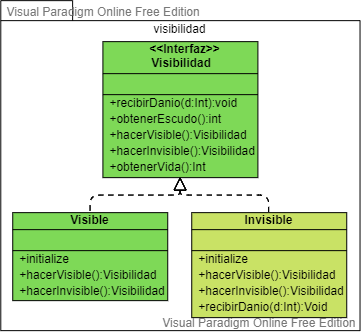 Visual Paradigm Online Free Edition
visibilidad
<<Interfaz>>
Visibilidad
+recibirDanio(d:Int):void
+obtenerEscudo():int
+hacerVisible():Visibilidad
+hacerInvisible():Visibilidad
+obtenerVida():Int
Visible
+initialize
+hacerVisible():Visibilidad
+hacerInvisible():Visibilidad
Invisible
+initialize
+hacerVisible():Visibilidad
+hacerInvisible():Visibilidad
+recibirDanio(d:Int):Void
Visual Paradigm Online Free Edition